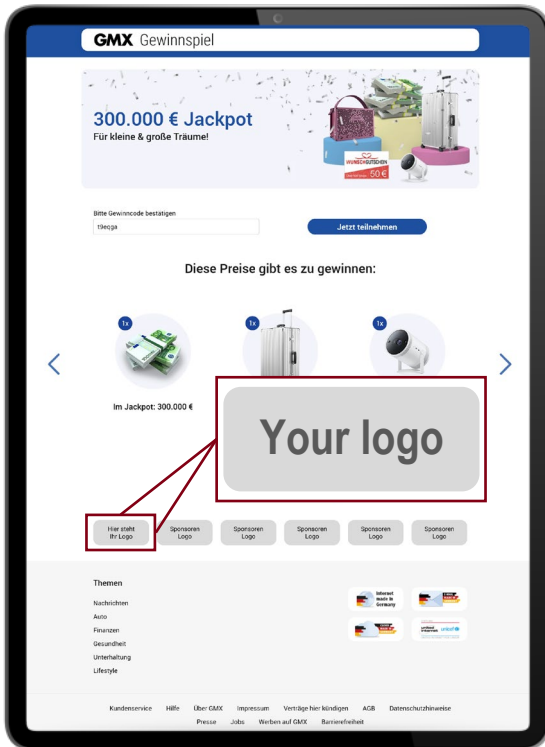 GMX Gewinnspiel
300.000 € Jackpot
Für kleine & große Träume!
WUNSCHGUTSCHEIN
50 €
Bitte Gewinncode bestätigen
t9eqga
Jetzt teilnehmen
Diese Preise gibt es zu gewinnen:
1x
1x
1x
Im Jackpot: 300.000 €
Your logo
Hier steht
Ihr Logo
Sponsoren
Logo
Sponsoren
Logo
Sponsoren
Logo
Sponsoren
Logo
Sponsoren
Logo
Themen
Nachrichten
Auto
Finanzen
Gesundheit
Unterhaltung
Lifestyle
Internet
made in
Germany
united
internet
unicef
Kundenservice Hilfe Über GMX Impressum Verträge hier kündigen AGB Datenschutzhinweise
Presse Jobs Werben auf GMX Barrierefreiheit